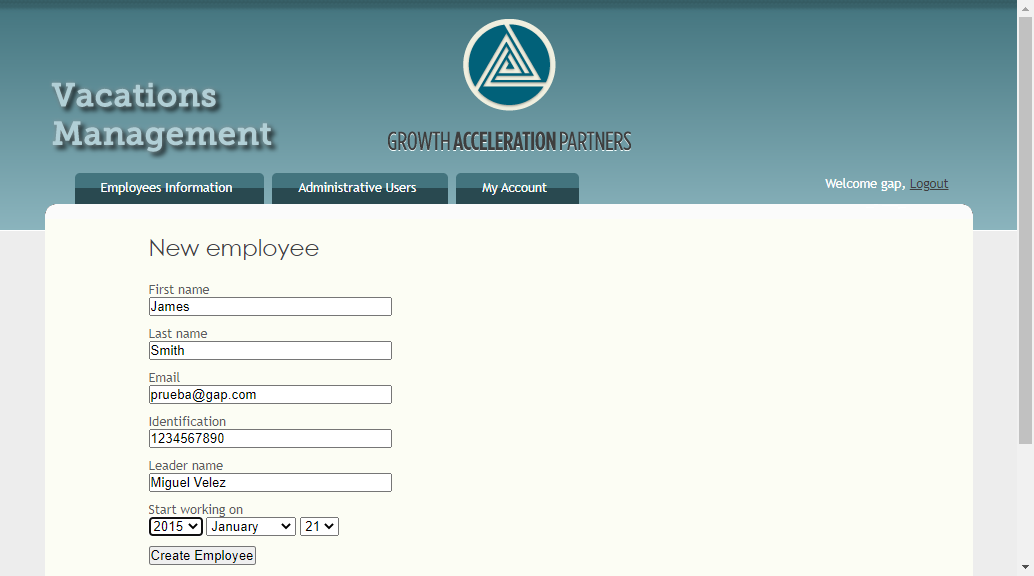 Vacations
Management
GROWTH ACCELERATION PARTNERS
Employees Information Administrative Users My Account Welcome gap, Logout
New employee
First name
James
Last name
Smith
Email
prueba@gap.com
Identification
1234567890
Leader name
Miguel Velez
Start working on
2015 January 21
Create Employee